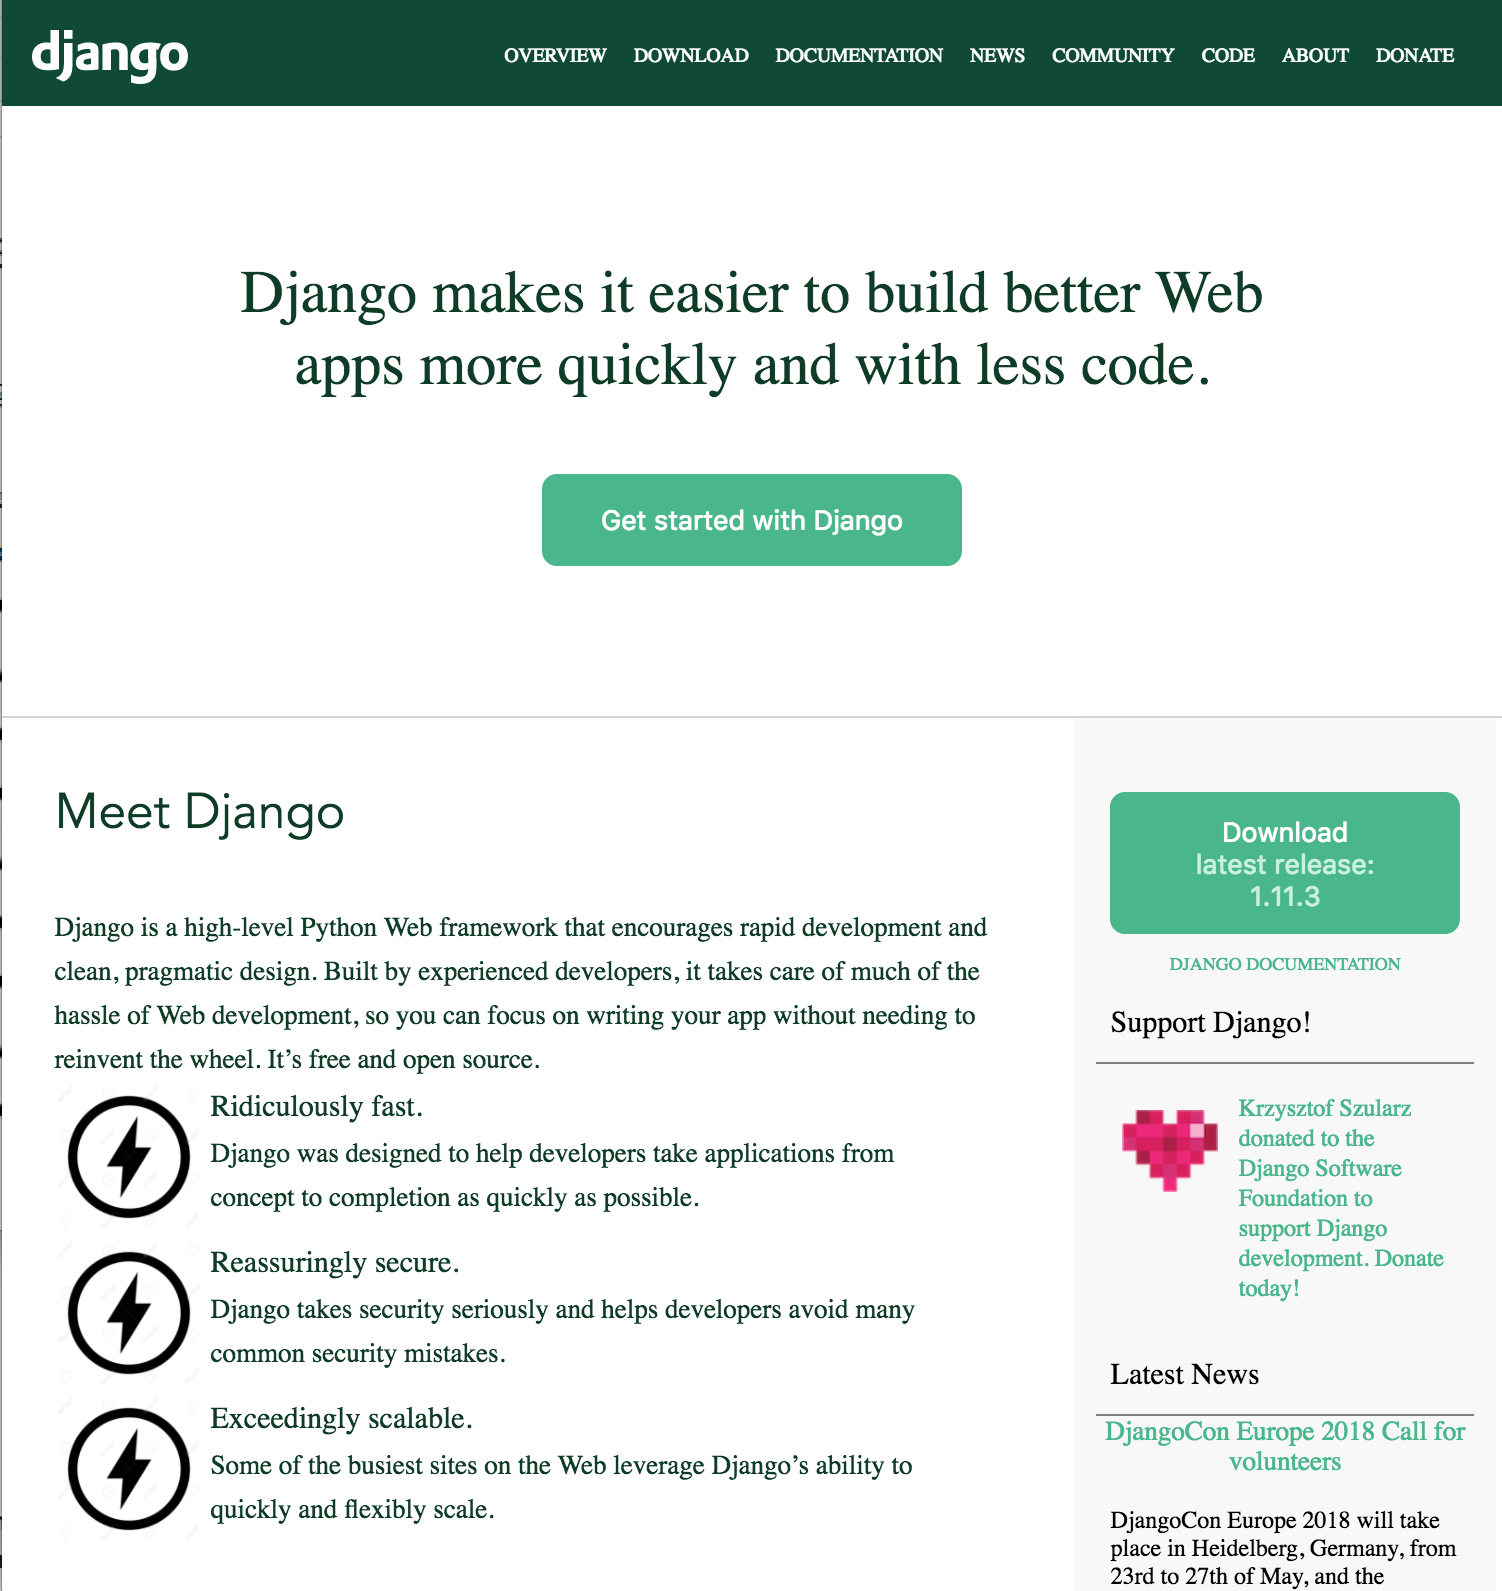 django
OVERVIEW DOWNLOAD DOCUMENTATION NEWS COMMUNITY CODE ABOUT DONATE
Django makes it easier to build better Web
apps more quickly and with less code.
Get started with Django
Meet Django
Django is a high-level Python Web framework that encourages rapid development and
clean, pragmatic design. Built by experienced developers, it takes care of much of the
hassle of Web development, so you can focus on writing your app without needing to
reinvent the wheel. It’s free and open source.
Ridiculously fast.
Django was designed to help developers take applications from
concept to completion as quickly as possible.
Reassuringly secure.
Django takes security seriously and helps developers avoid many
common security mistakes.
Exceedingly scalable.
Some of the busiest sites on the Web leverage Django’s ability to
quickly and flexibly scale.
Download
latest release:
1.11.3
DJANGO DOCUMENTATION
Support Django!
Krzysztof Szularz
donated to the
Django Software
Foundation to
support Django
development. Donate
today!
Latest News
DjangoCon Europe 2018 Call for
volunteers
DjangoCon Europe 2018 will take
place in Heidelberg, Germany, from
23rd to 27th of May, and the